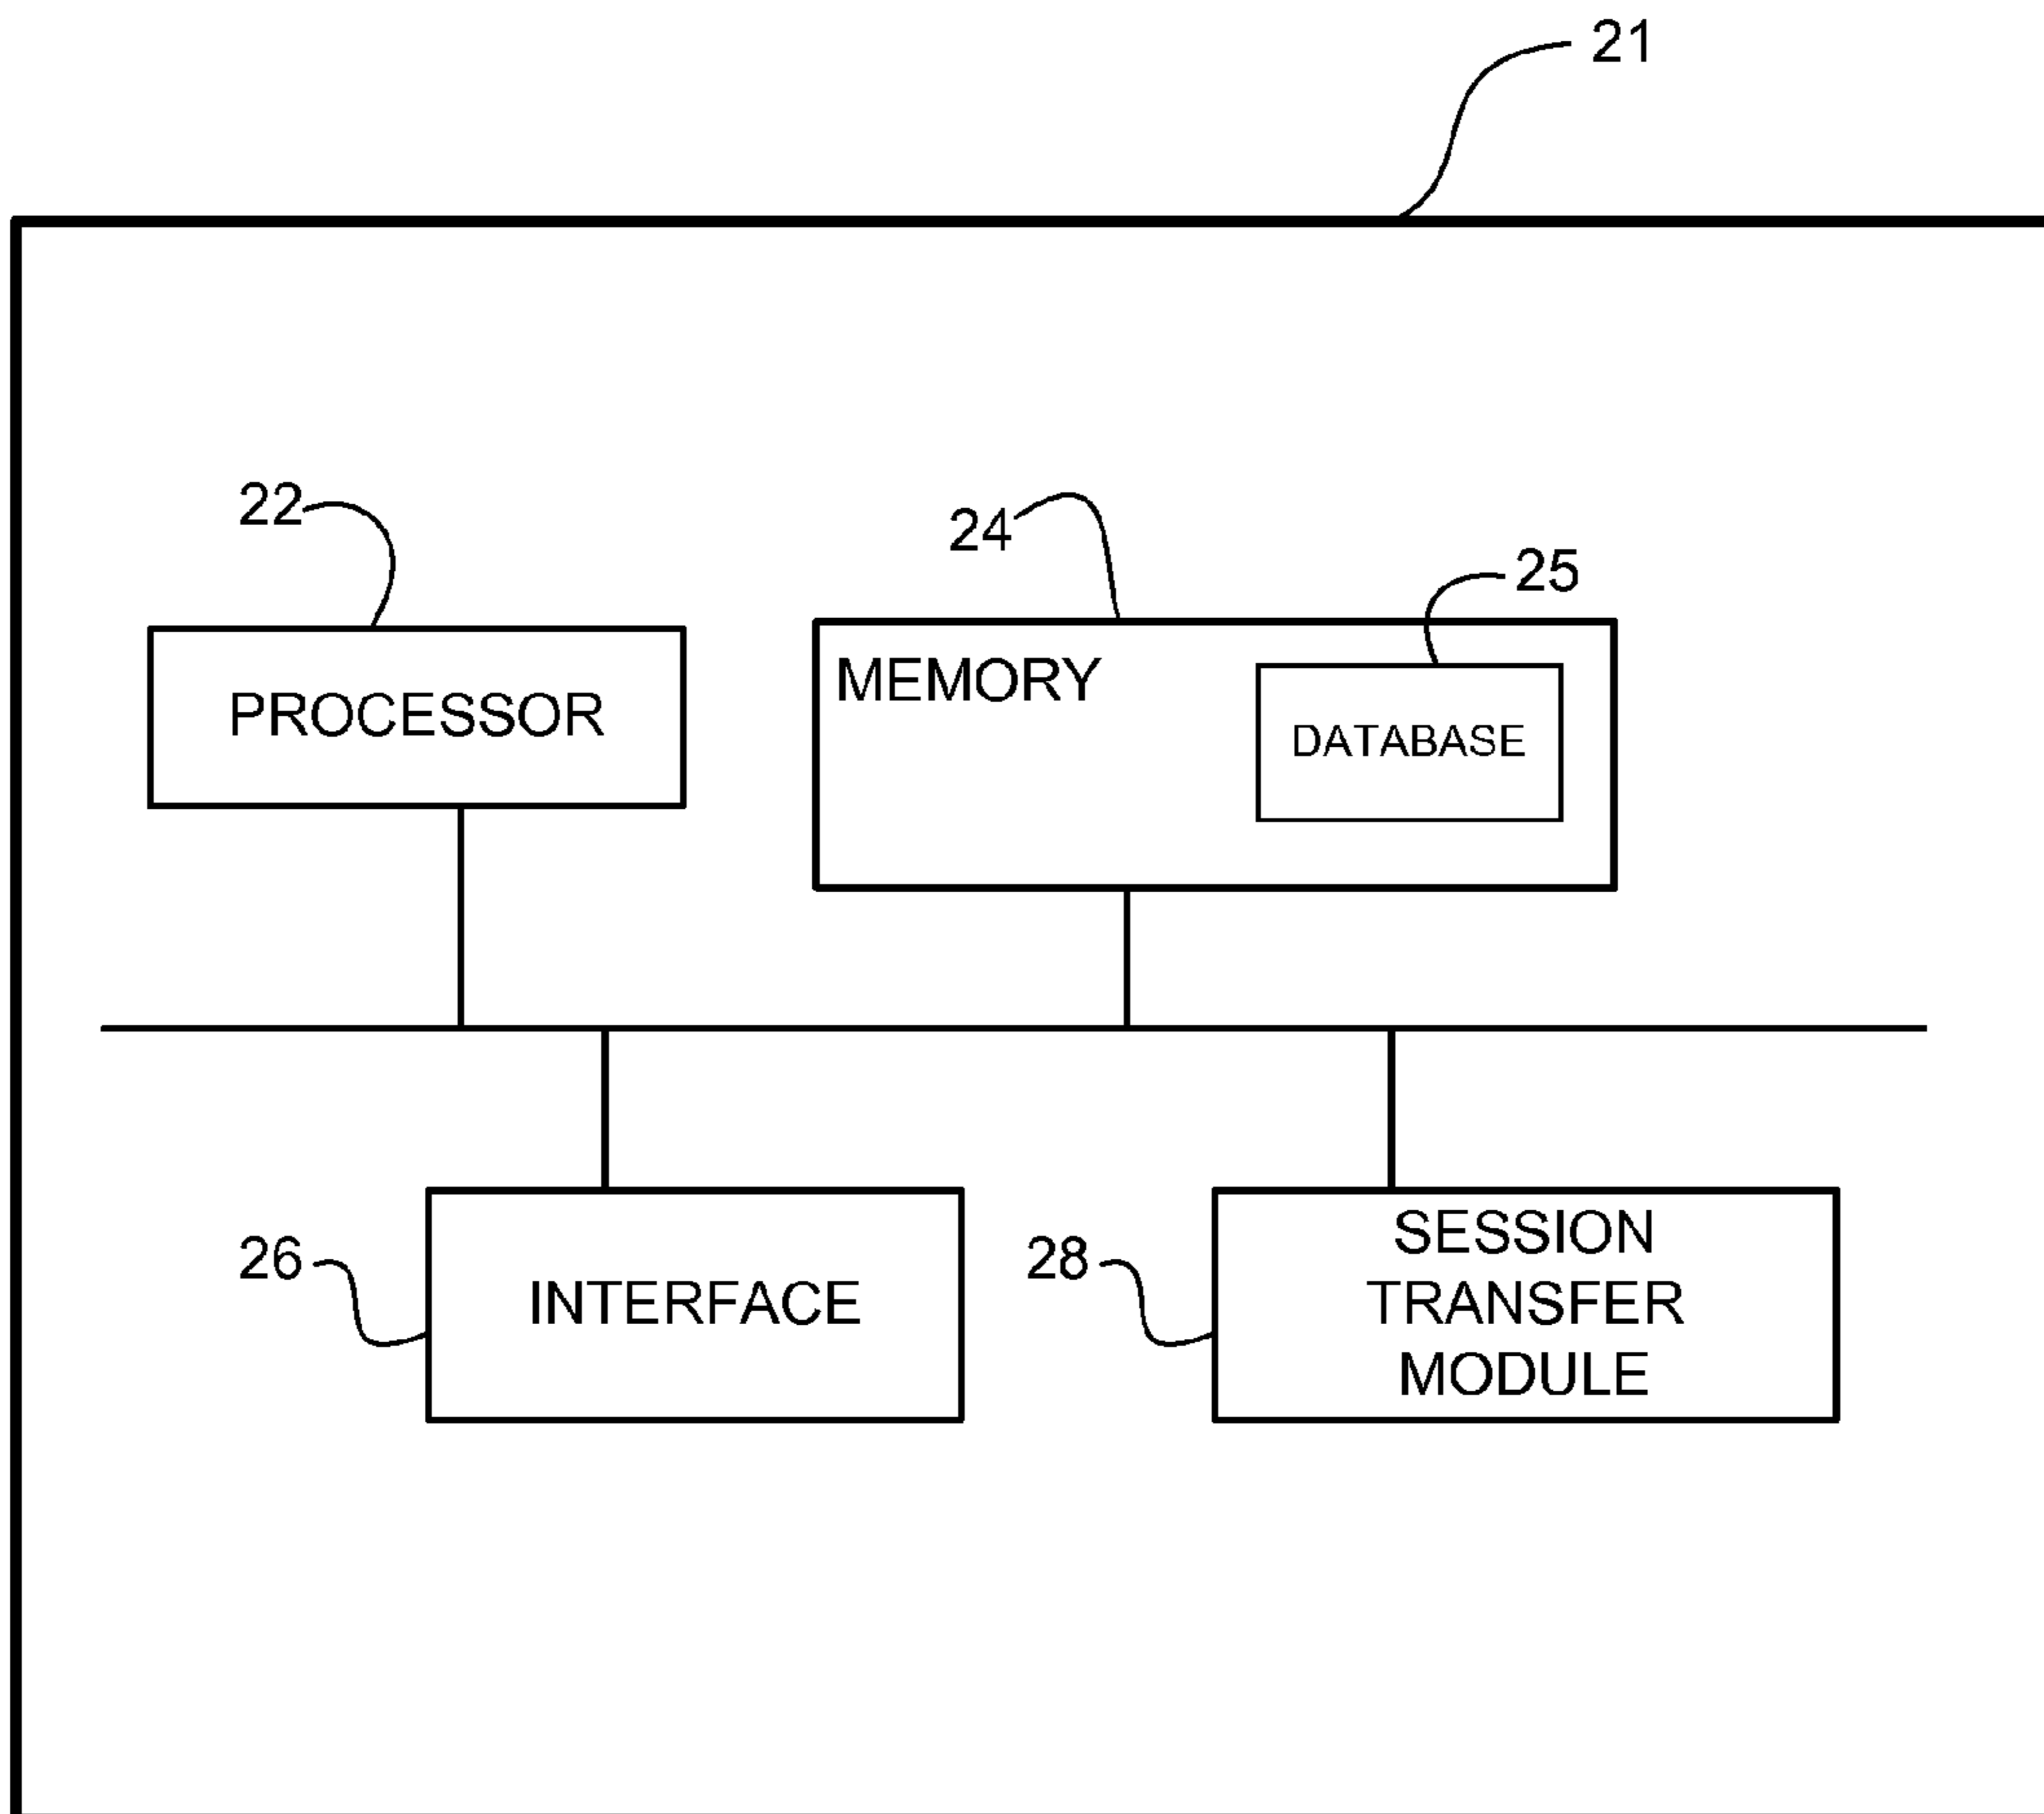 21
22
24
25
PROCESSOR
MEMORY
DATABASE
26
INTERFACE
28
SESSION
TRANSFER
MODULE